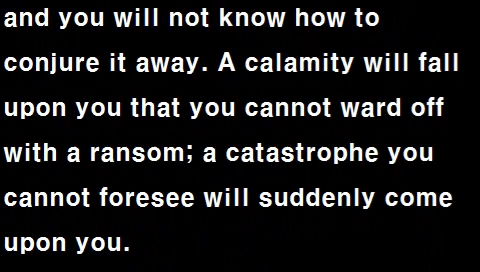 and you will not know how to
conjure it away. A calamity will fall
upon you that you cannot ward off
with a ransom; a catastrophe you
cannot foresee will suddenly come
upon you.